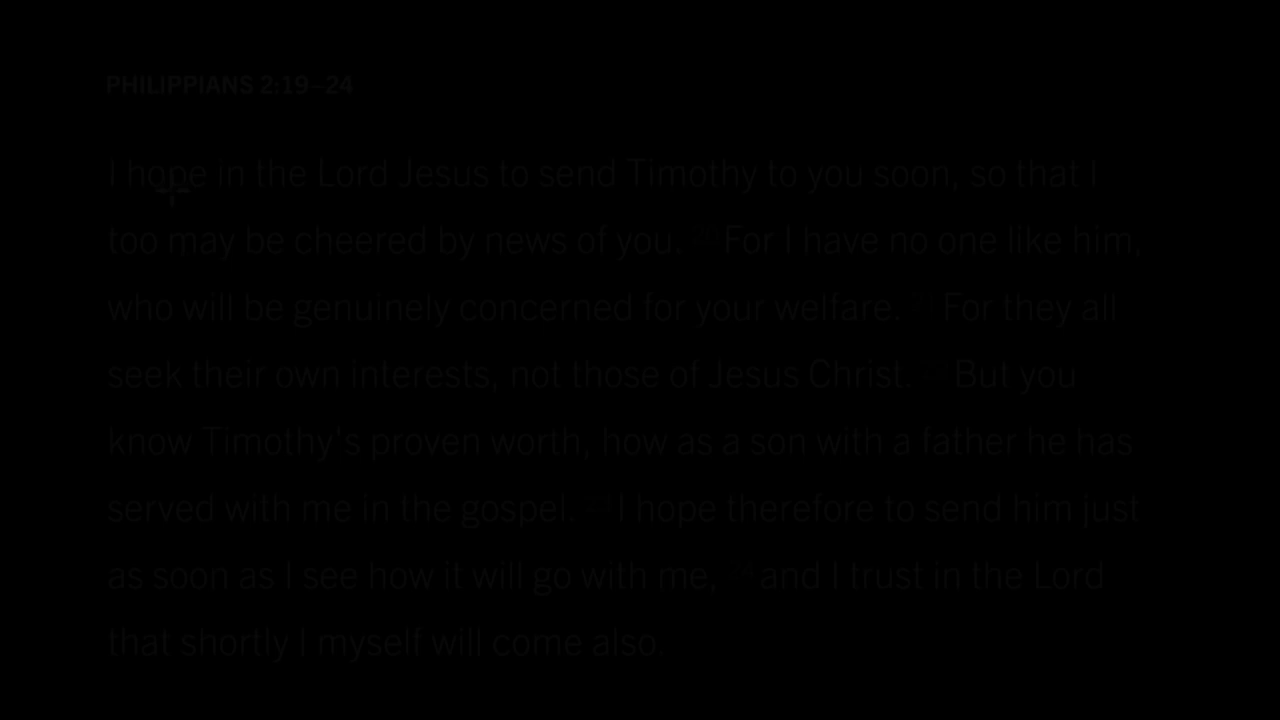 PHILIPPIANS 2:19–24
I hope in the Lord Jesus to send Timothy to you soon, so that I
too may be cheered by news of you. 20 For I have no one like him,
who will be genuinely concerned for your welfare. 21 For they all
seek their own interests, not those of Jesus Christ. 22 But you
know Timothy's proven worth, how as a son with a father he has
served with me in the gospel. 23 I hope therefore to send him just
as soon as I see how it will go with me, 24 and I trust in the Lord
that shortly I myself will come also.